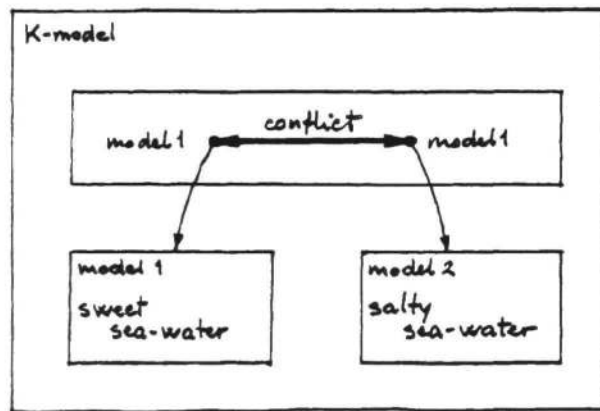 K-model
conflict
model 1
model 1
model 1
sweet
sea-water
model 2
salty
sea-water